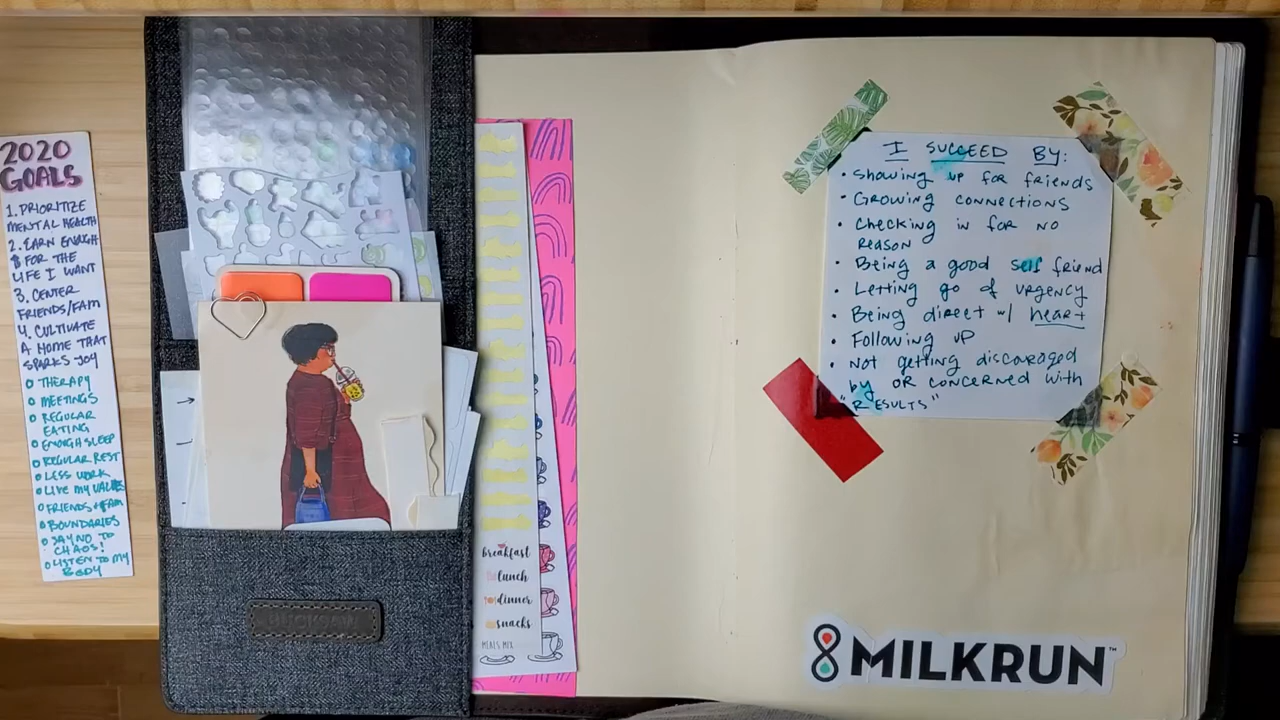 2020
GOALS
1. PRIORITIZE
MENTAL HEALTH
2. EARN ENOUGH
$ FOR THE
LIFE I WANT
3. CENTER
FRIENDS/FAM
4. CULTIVATE
A HOME THAT
SPARKS JOY
THERAPY
MEETINGS
REGULAR
EATING
ENOUGH SLEEP
REGULAR REST
LESS WORK
LIVE MY VALUES
FRIENDS + FAM
BOUNDARIES
SAY NO TO
CHAOS!
LISTEN TO MY
BODY
breakfast
lunch
dinner
snacks
MEALS MIX
I SUCCEED BY:
• Showing up for friends
• Growing connections
• Checking in for no
reason
• Being a good self friend
• Letting go of urgency
• Being direct w/ heart
• Following up
• Not getting discouraged
by OR concerned with
"RESULTS"
MILKRUN™